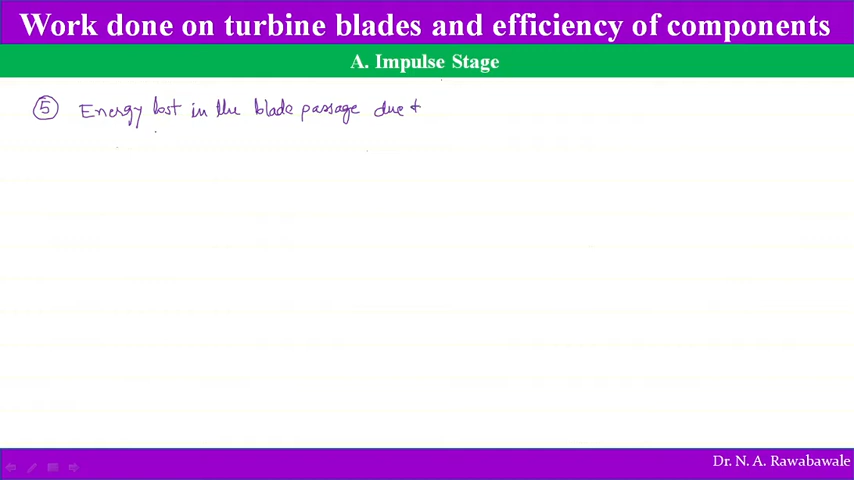 Work done on turbine blades and efficiency of components
A. Impulse Stage
5 Energy lost in the blade passage due t
Dr. N. A. Rawabawale